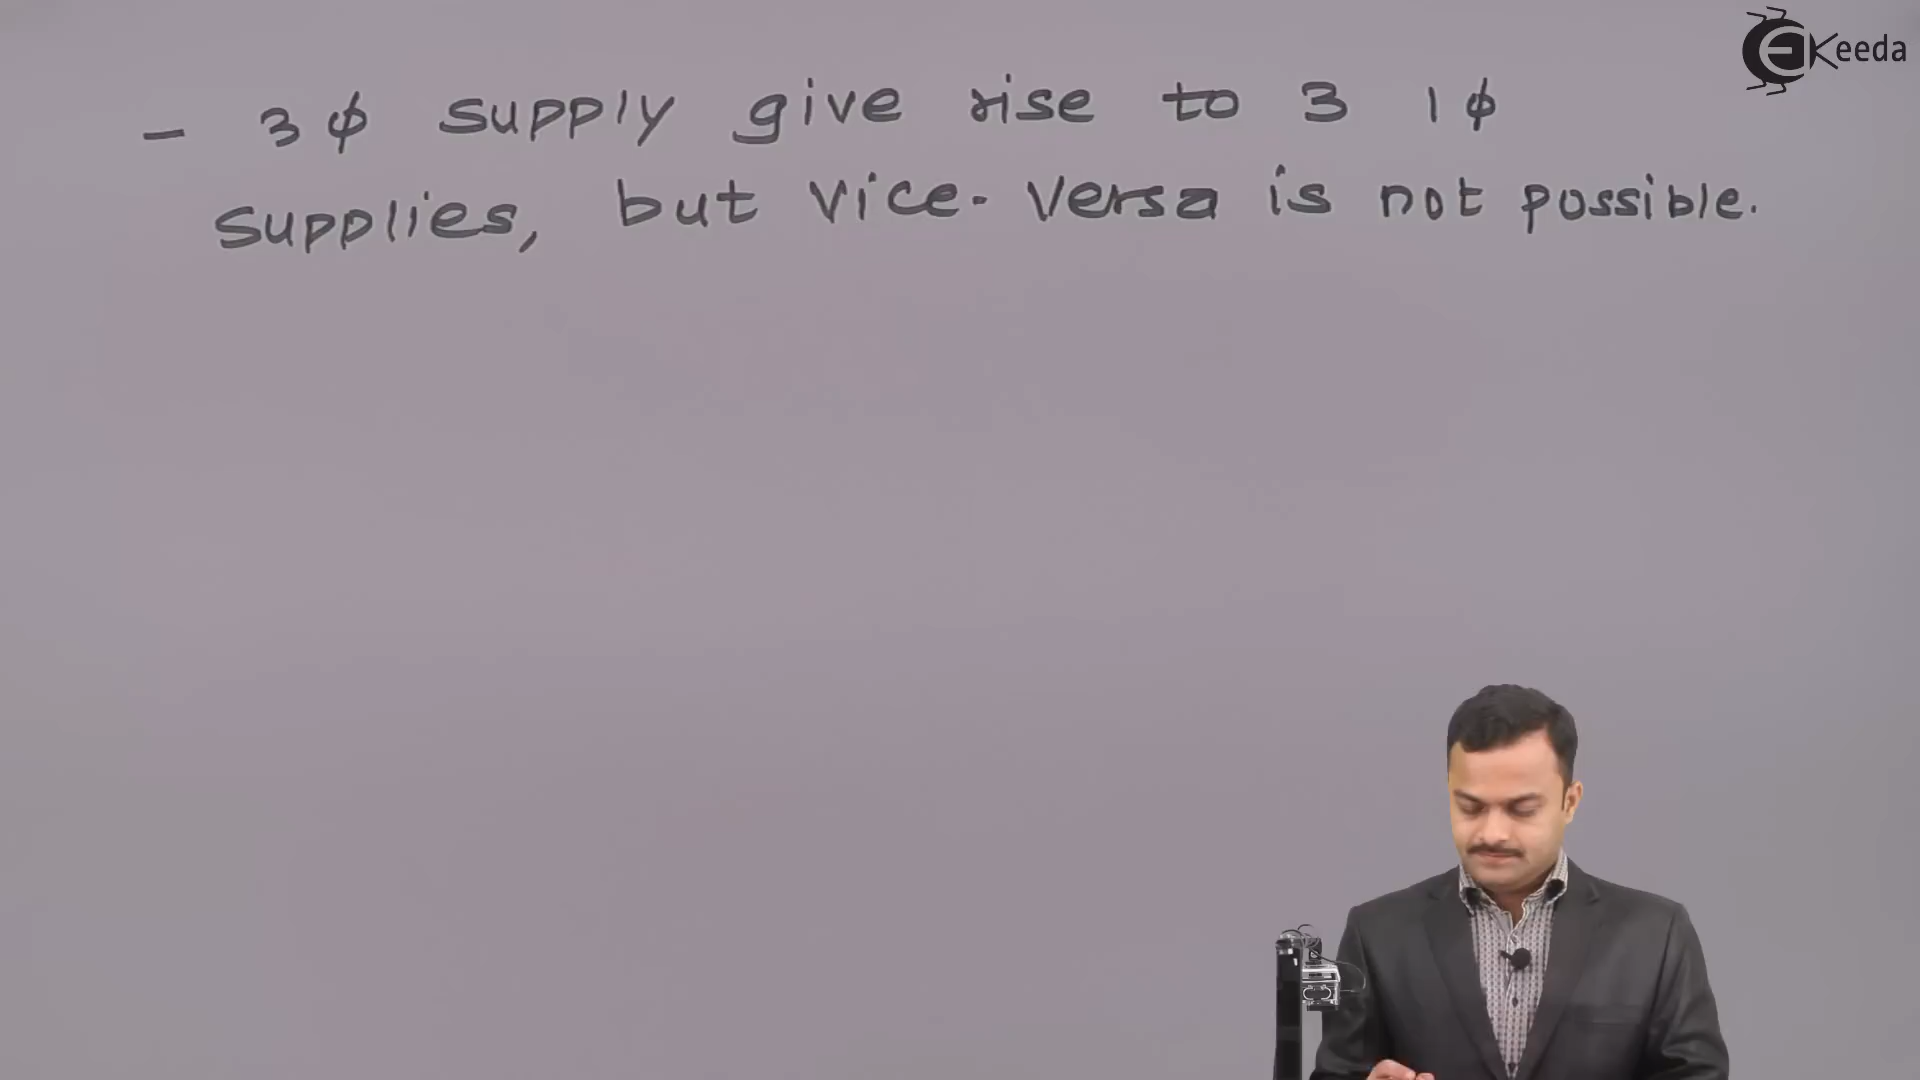 Keeda
- 3 ϕ supply give rise to 3 1 ϕ
supplies, but vice-versa is not possible.